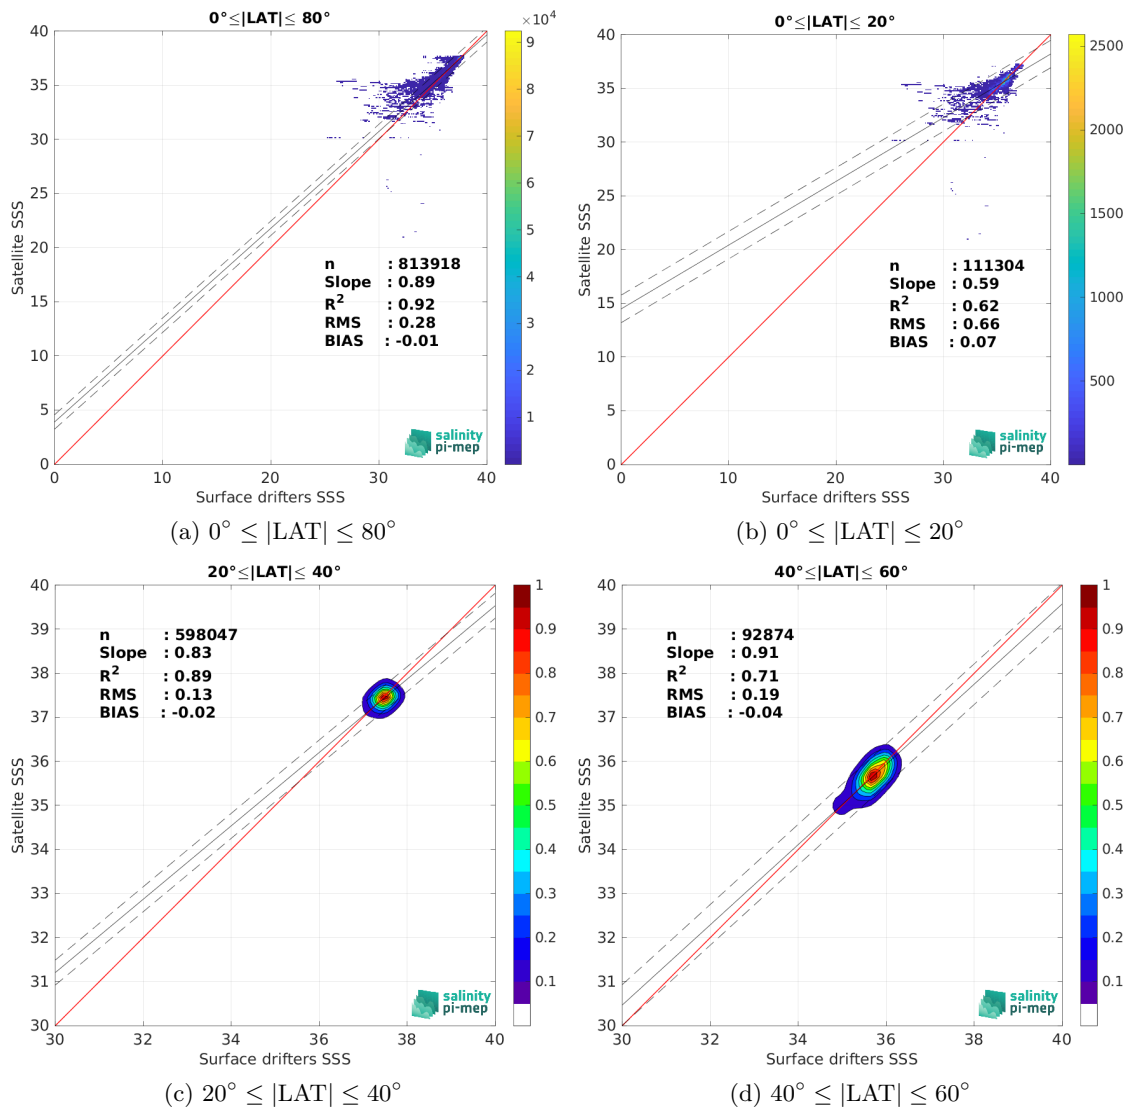 0°≤|LAT|≤ 80°
×10⁴
40
35
30
25
20
15
10
5
0
0
10
20
30
40
Satellite SSS
Surface drifters SSS
n : 813918
Slope : 0.89
R² : 0.92
RMS : 0.28
BIAS : -0.01
salinity
pi-mep
9
8
7
6
5
4
3
2
1
(a) 0° ≤ |LAT| ≤ 80°
0°≤|LAT|≤ 20°
40
35
30
25
20
15
10
5
0
0
10
20
30
40
Satellite SSS
Surface drifters SSS
n : 111304
Slope : 0.59
R² : 0.62
RMS : 0.66
BIAS : 0.07
salinity
pi-mep
2500
2000
1500
1000
500
(b) 0° ≤ |LAT| ≤ 20°
20°≤|LAT|≤ 40°
40
39
38
37
36
35
34
33
32
31
30
30
32
34
36
38
40
Satellite SSS
Surface drifters SSS
n : 598047
Slope : 0.83
R² : 0.89
RMS : 0.13
BIAS : -0.02
salinity
pi-mep
1
0.9
0.8
0.7
0.6
0.5
0.4
0.3
0.2
0.1
(c) 20° ≤ |LAT| ≤ 40°
40°≤|LAT|≤ 60°
40
39
38
37
36
35
34
33
32
31
30
30
32
34
36
38
40
Satellite SSS
Surface drifters SSS
n : 92874
Slope : 0.91
R² : 0.71
RMS : 0.19
BIAS : -0.04
salinity
pi-mep
1
0.9
0.8
0.7
0.6
0.5
0.4
0.3
0.2
0.1
(d) 40° ≤ |LAT| ≤ 60°